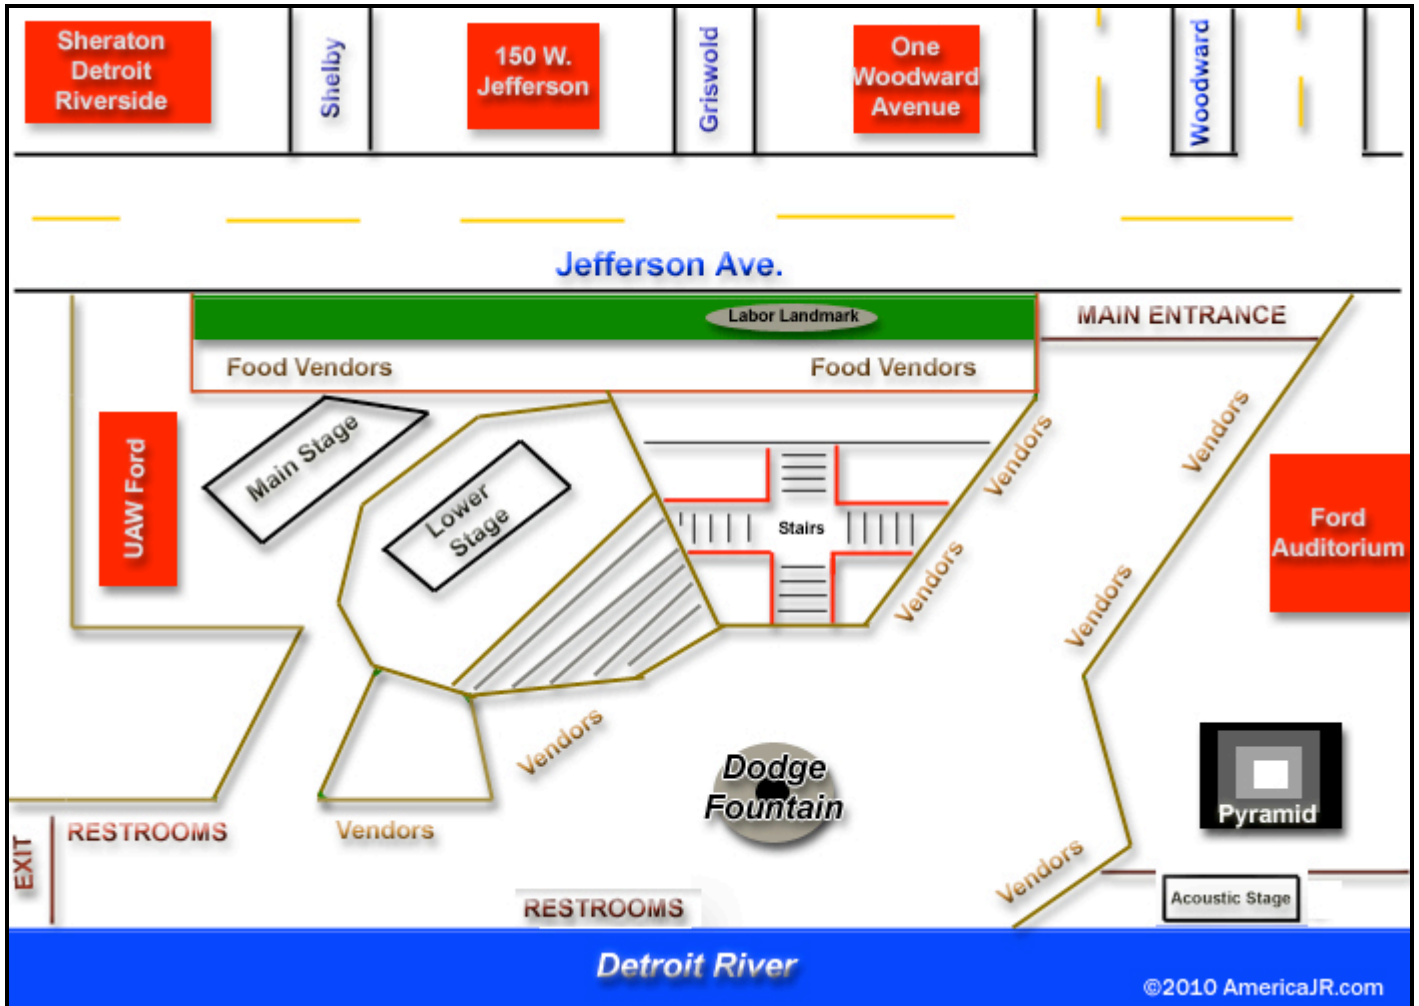 Sheraton
Detroit
Riverside
Shelby
150 W.
Jefferson
Griswold
One
Woodward
Avenue
Woodward
Jefferson Ave.
Labor Landmark
MAIN ENTRANCE
Food Vendors
Food Vendors
UAW Ford
Main Stage
Lower
Stage
Stairs
Vendors
Vendors
Vendors
Vendors
Ford
Auditorium
Vendors
Dodge
Fountain
Pyramid
EXIT
RESTROOMS
Vendors
Vendors
Acoustic Stage
RESTROOMS
Detroit River
©2010 AmericaJR.com